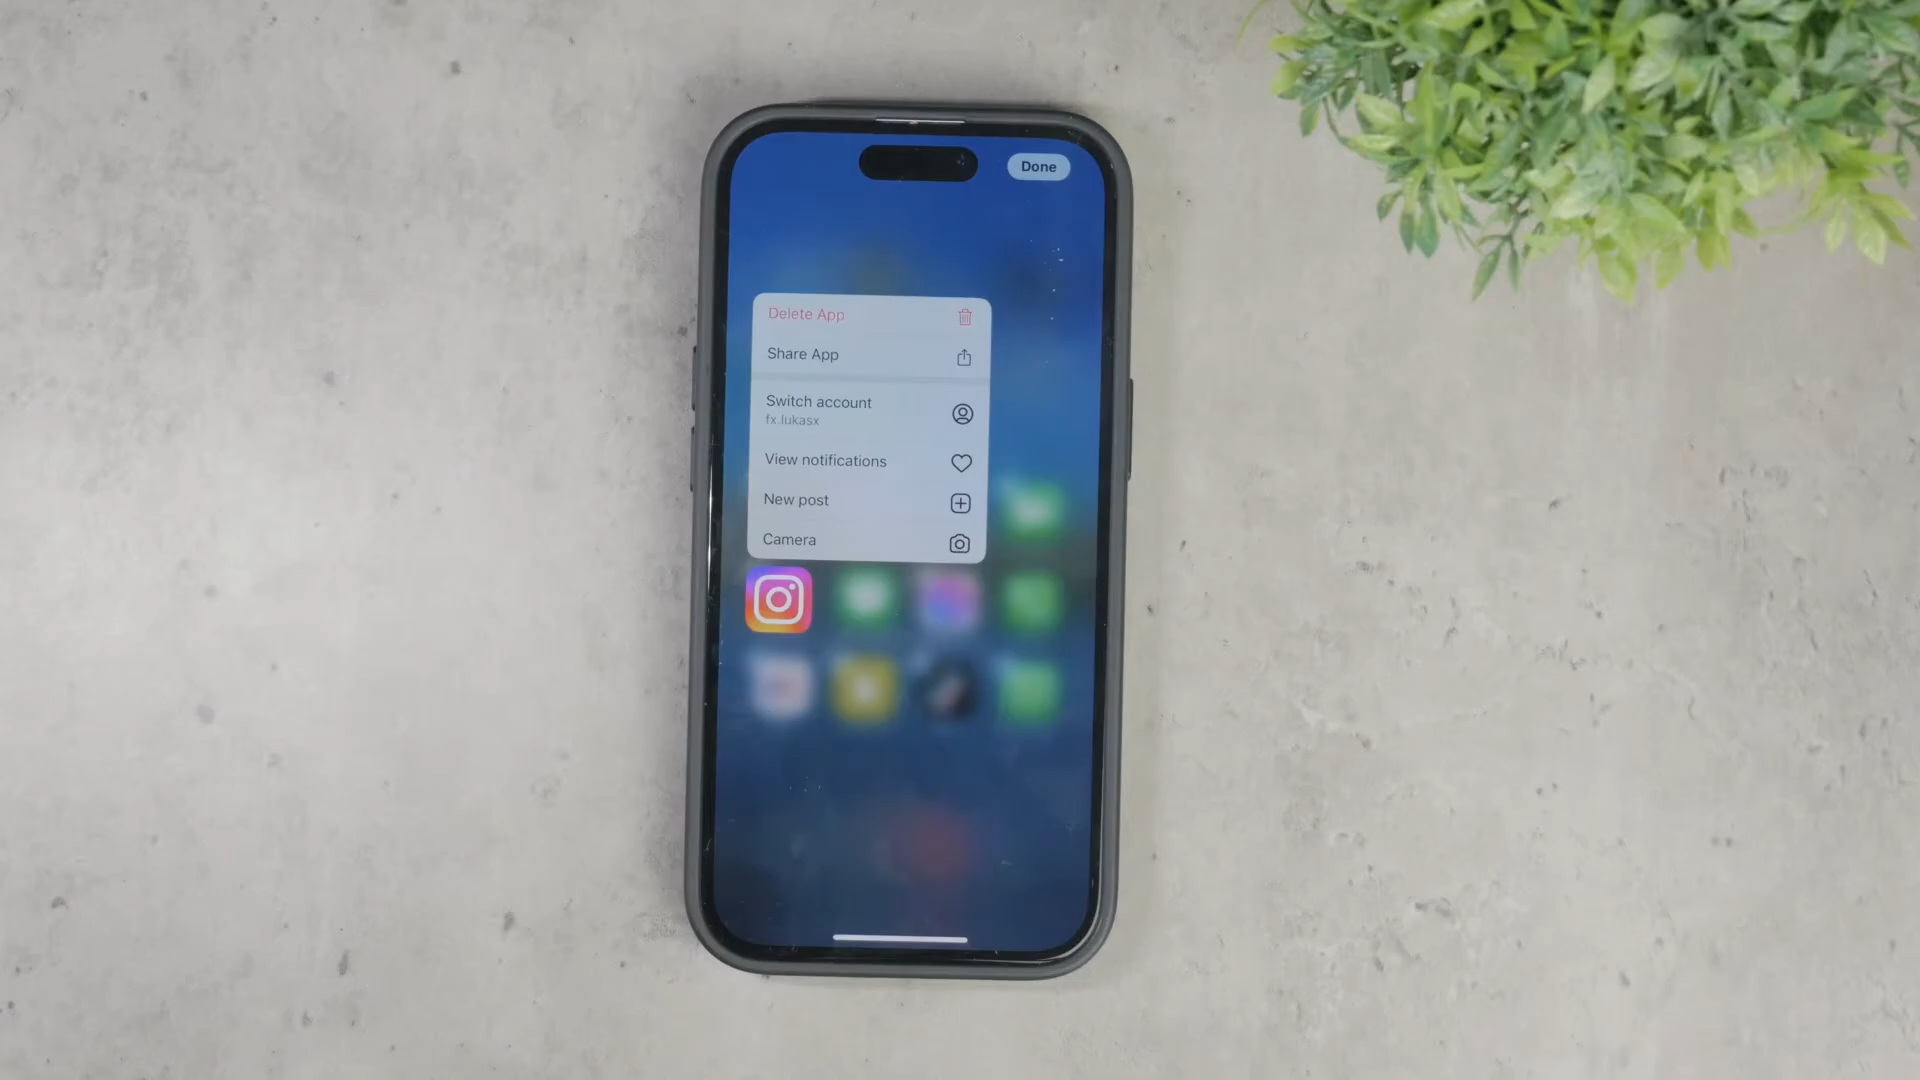 Done
Delete App
Share App
Switch account
fx.lukasx
View notifications
New post
Camera